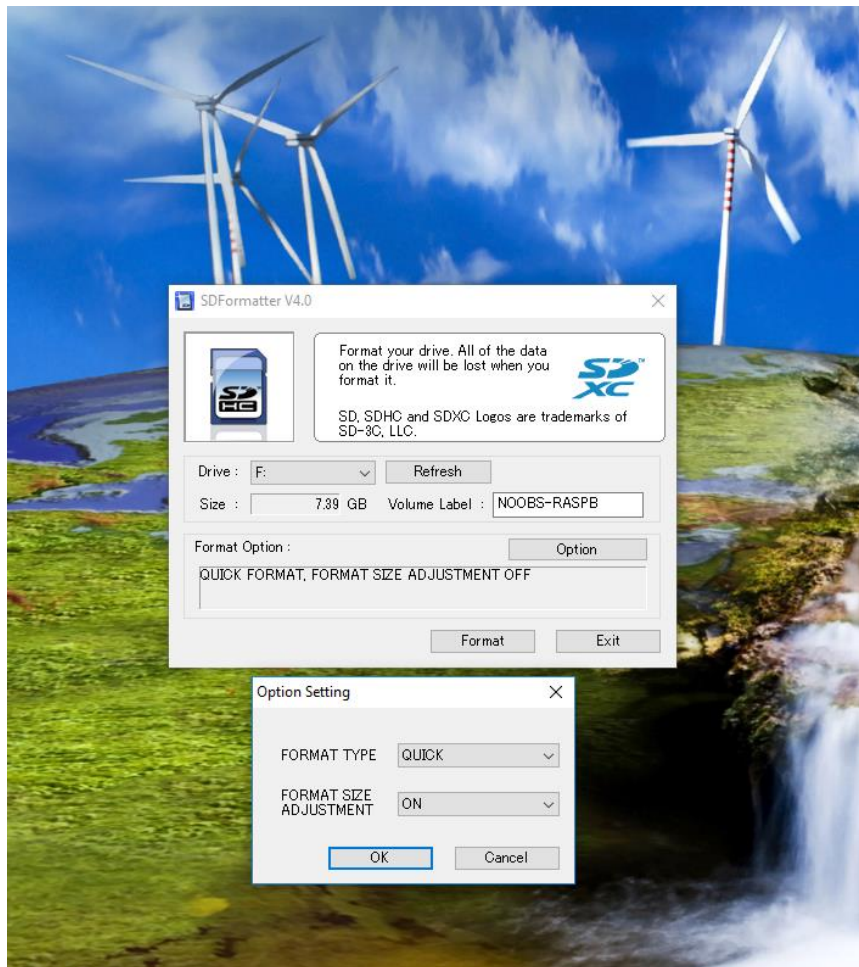 SDFormatter V4.0
Format your drive. All of the data
on the drive will be lost when you
format it.
SD, SDHC and SDXC Logos are trademarks of
SD-3C, LLC.
SD
HC
SD™
XC
Drive : F: Refresh
Size : 7.39 GB Volume Label : NOOBS-RASPB
Format Option : Option
QUICK FORMAT, FORMAT SIZE ADJUSTMENT OFF
Format Exit
Option Setting
FORMAT TYPE QUICK
FORMAT SIZE
ADJUSTMENT ON
OK Cancel